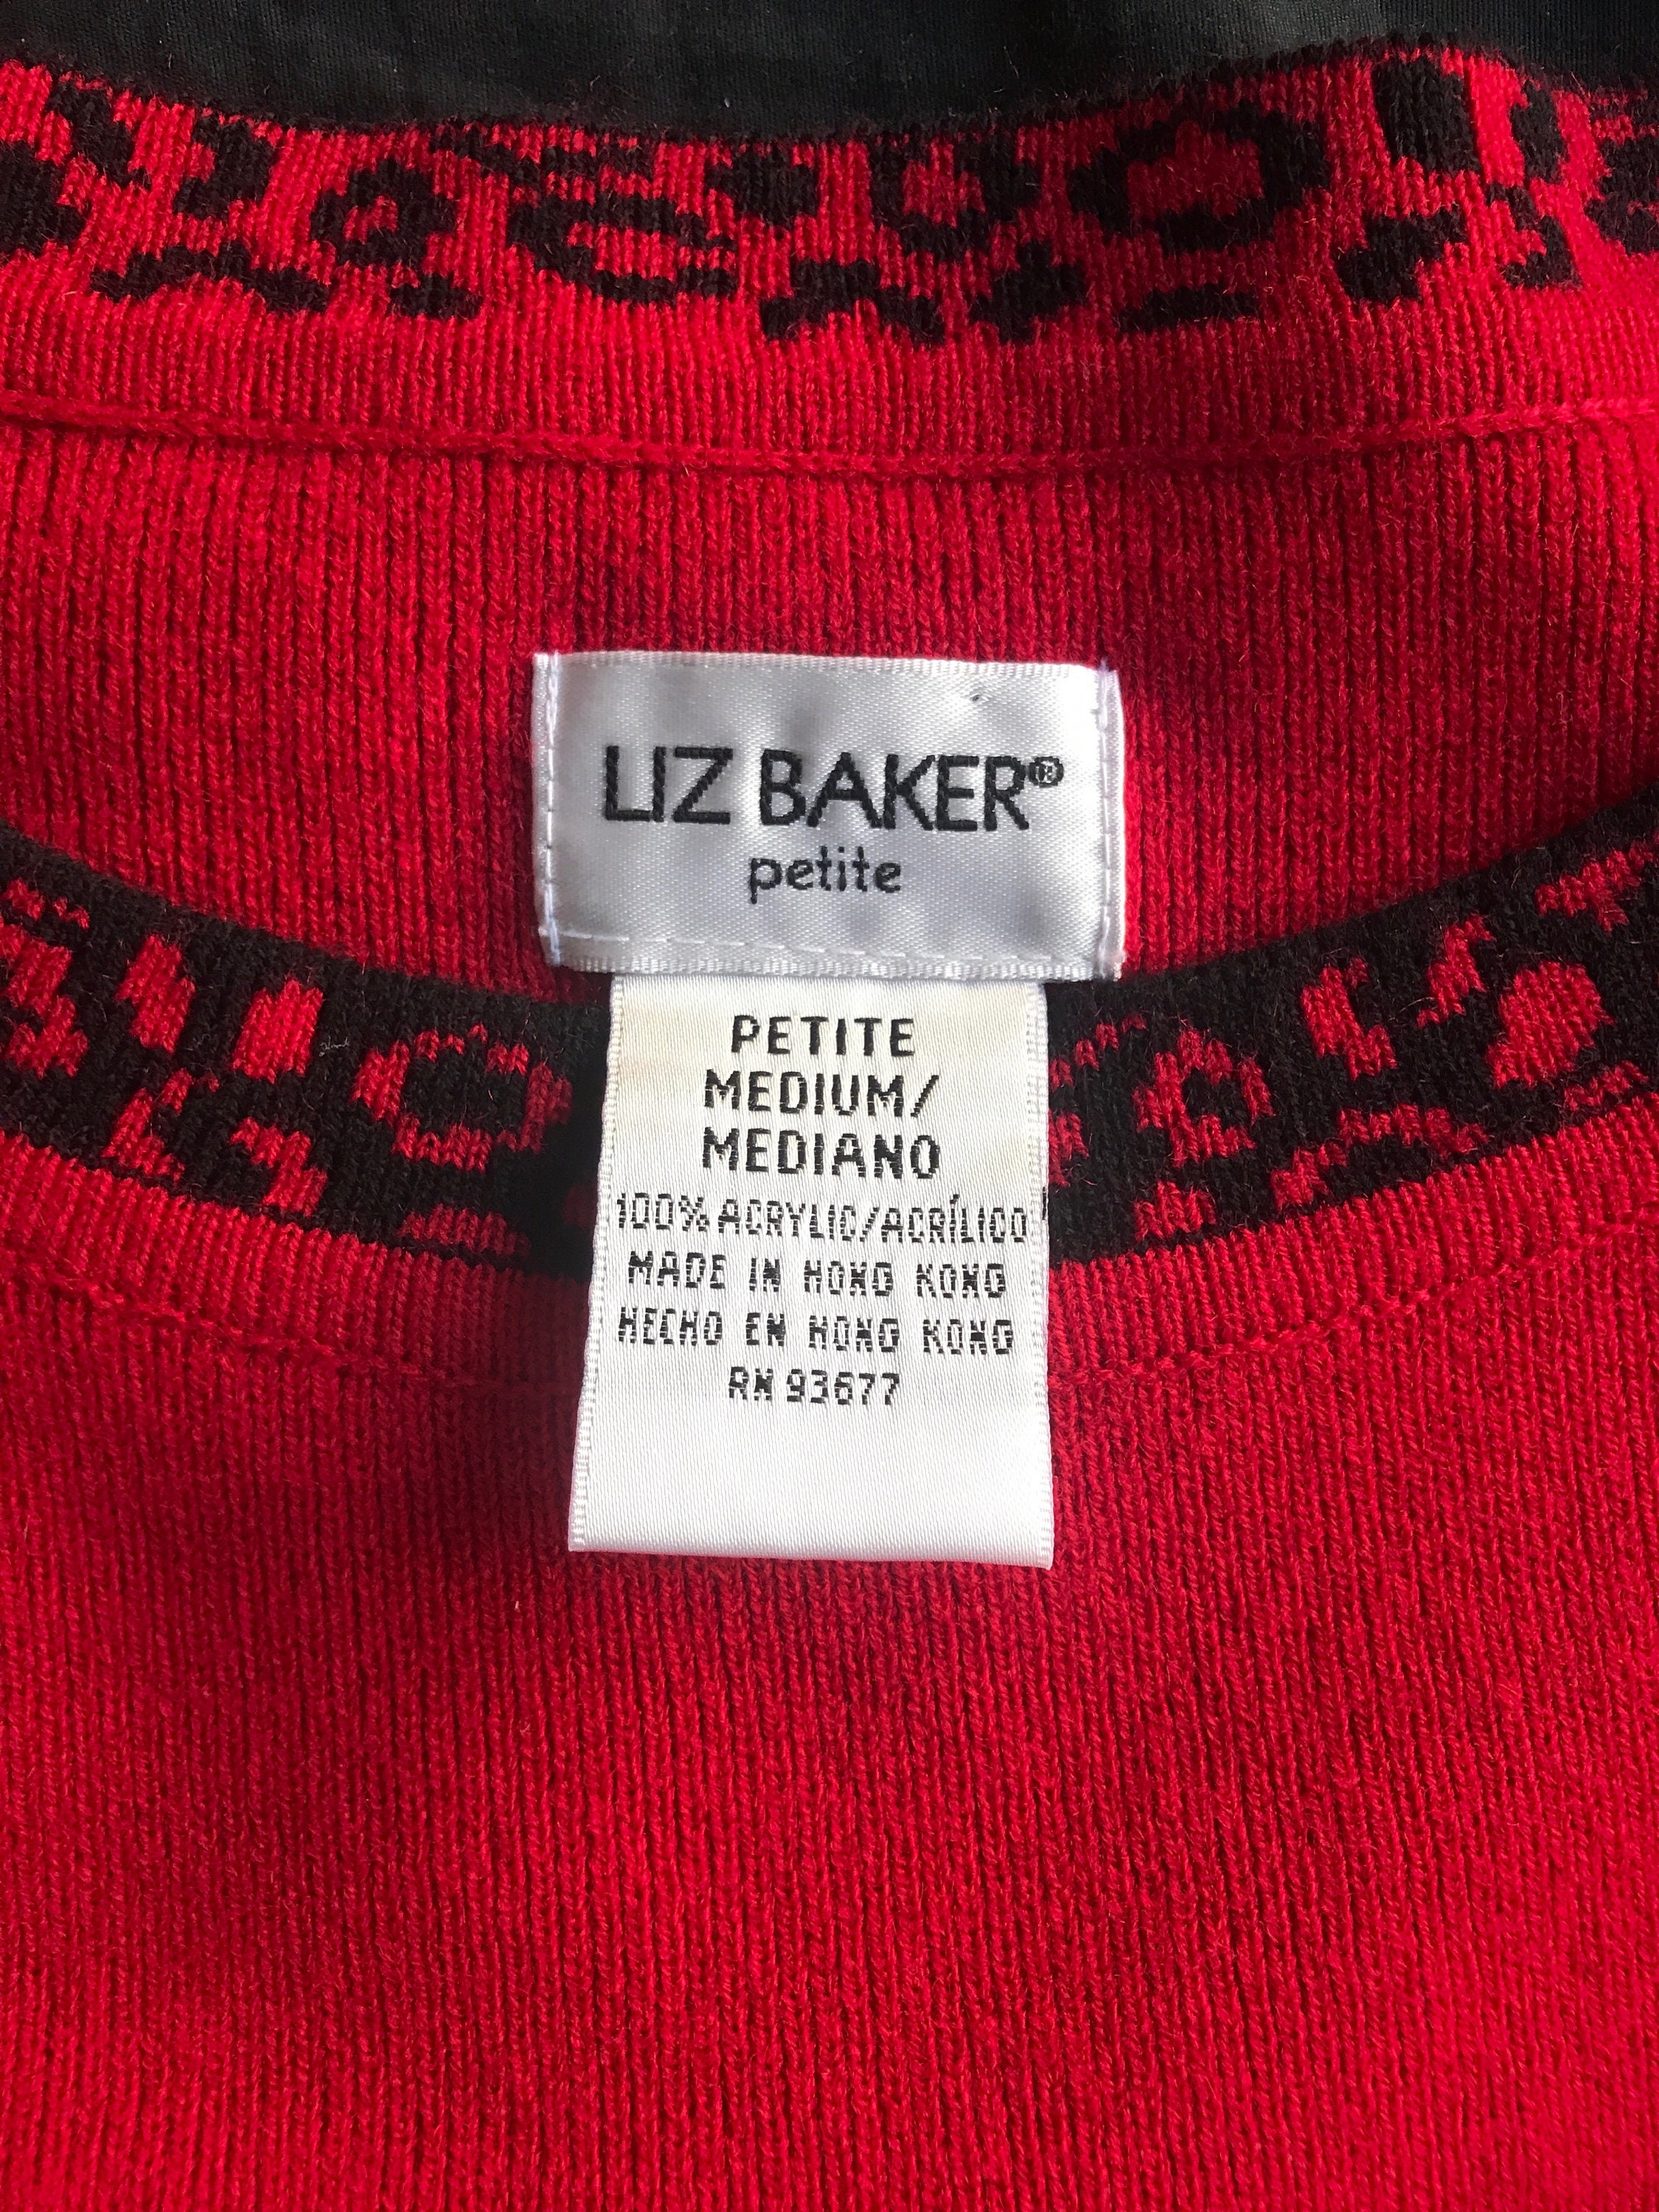 LIZ BAKER®
petite
PETITE
MEDIUM/
MEDIANO
100% ACRYLIC/ACRÍLICO
MADE IN HONG KONG
HECHO EN HONG KONG
RN 93677